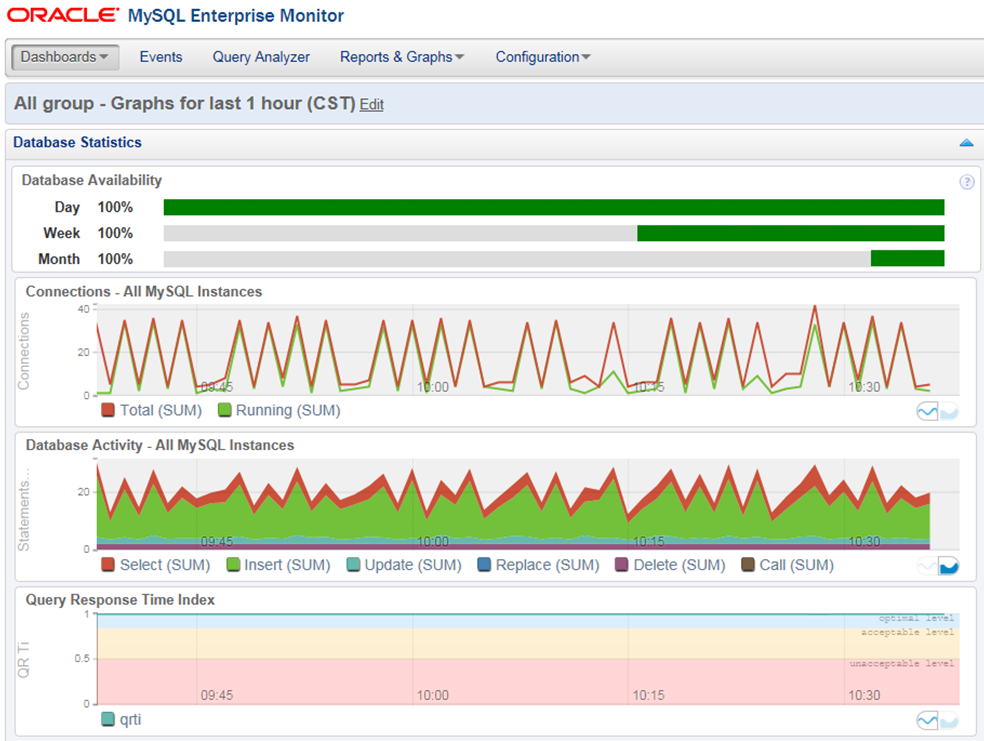 ORACLE MySQL Enterprise Monitor
Dashboards Events Query Analyzer Reports & Graphs Configuration
All group - Graphs for last 1 hour (CST) Edit
Database Statistics
Database Availability ?
Day 100%
Week 100%
Month 100%
Connections - All MySQL Instances
Connections
40
20
0
09:45 10:00 10:15 10:30
Total (SUM) Running (SUM)
Database Activity - All MySQL Instances
Statements...
20
0
09:45 10:00 10:15 10:30
Select (SUM) Insert (SUM) Update (SUM) Replace (SUM) Delete (SUM) Call (SUM)
Query Response Time Index
QR Ti
1
optimal level
acceptable level
0.5
unacceptable level
0
09:45 10:00 10:15 10:30
qrti